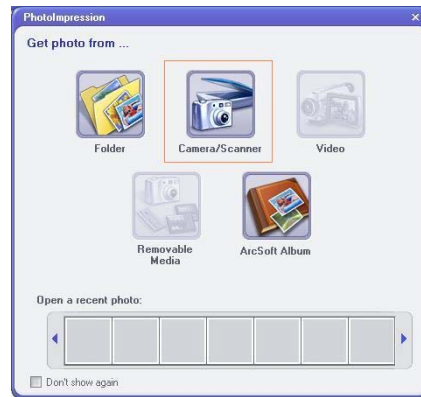 PhotoImpression
Get photo from ...
Folder
Camera/Scanner
Video
Removable
Media
ArcSoft Album
Open a recent photo:
Don't show again